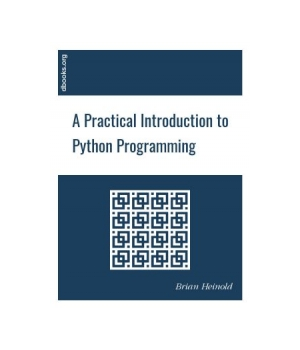 dbooks.org
A Practical Introduction to
Python Programming
Brian Heinold